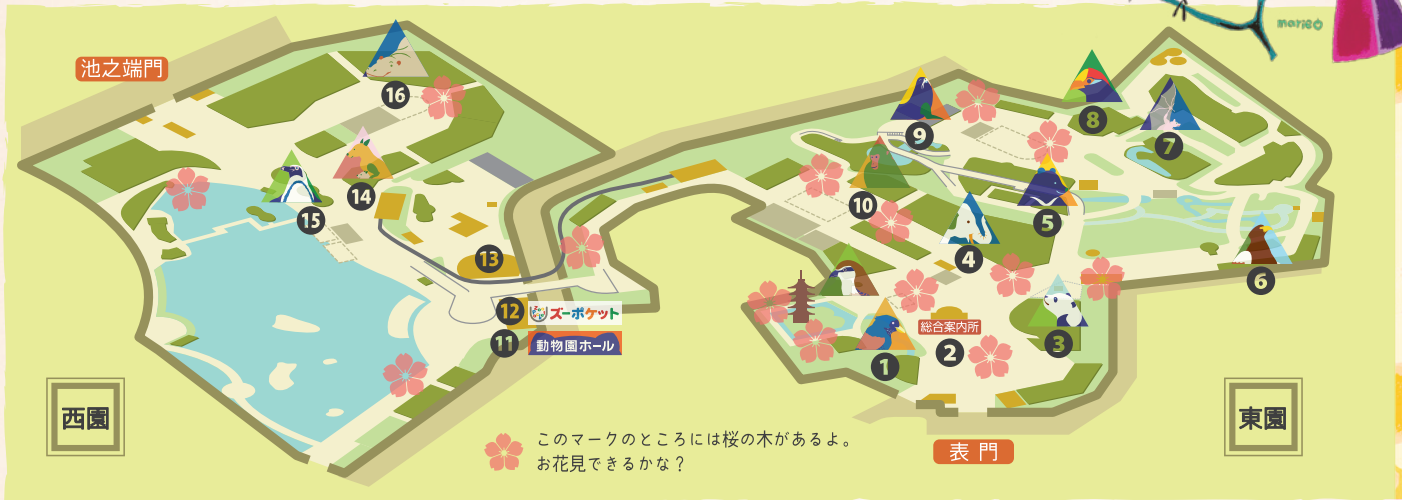 marico
池之端門
16
9
8
7
14
15
10
5
4
13
6
12
ズーポケット
11
動物園ホール
総合案内所
1
2
3
西園
東園
表門
このマークのところには桜の木があるよ。
お花見できるかな？